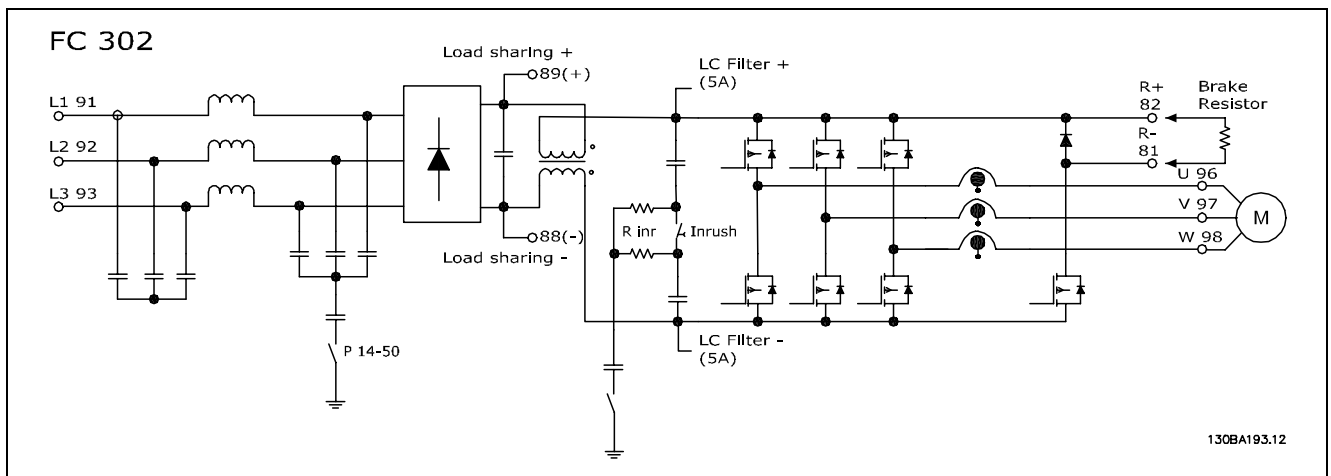 FC 302
Load sharing +
89(+)
LC Filter +
(5A)
R+
82
Brake
Resistor
R-
81
L1 91
L2 92
L3 93
U 96
V 97
W 98
M
R inr
Inrush
88(-)
Load sharing -
P 14-50
LC Filter -
(5A)
130BA193.12